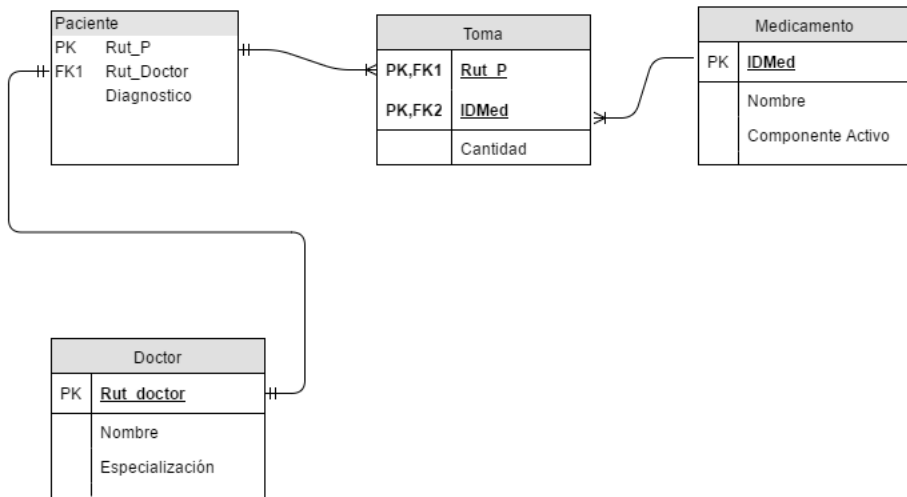 Paciente
PK Rut_P
FK1 Rut_Doctor
Diagnostico
Toma
PK,FK1 Rut_P
PK,FK2 IDMed
Cantidad
Medicamento
PK IDMed
Nombre
Componente Activo
Doctor
PK Rut_doctor
Nombre
Especialización